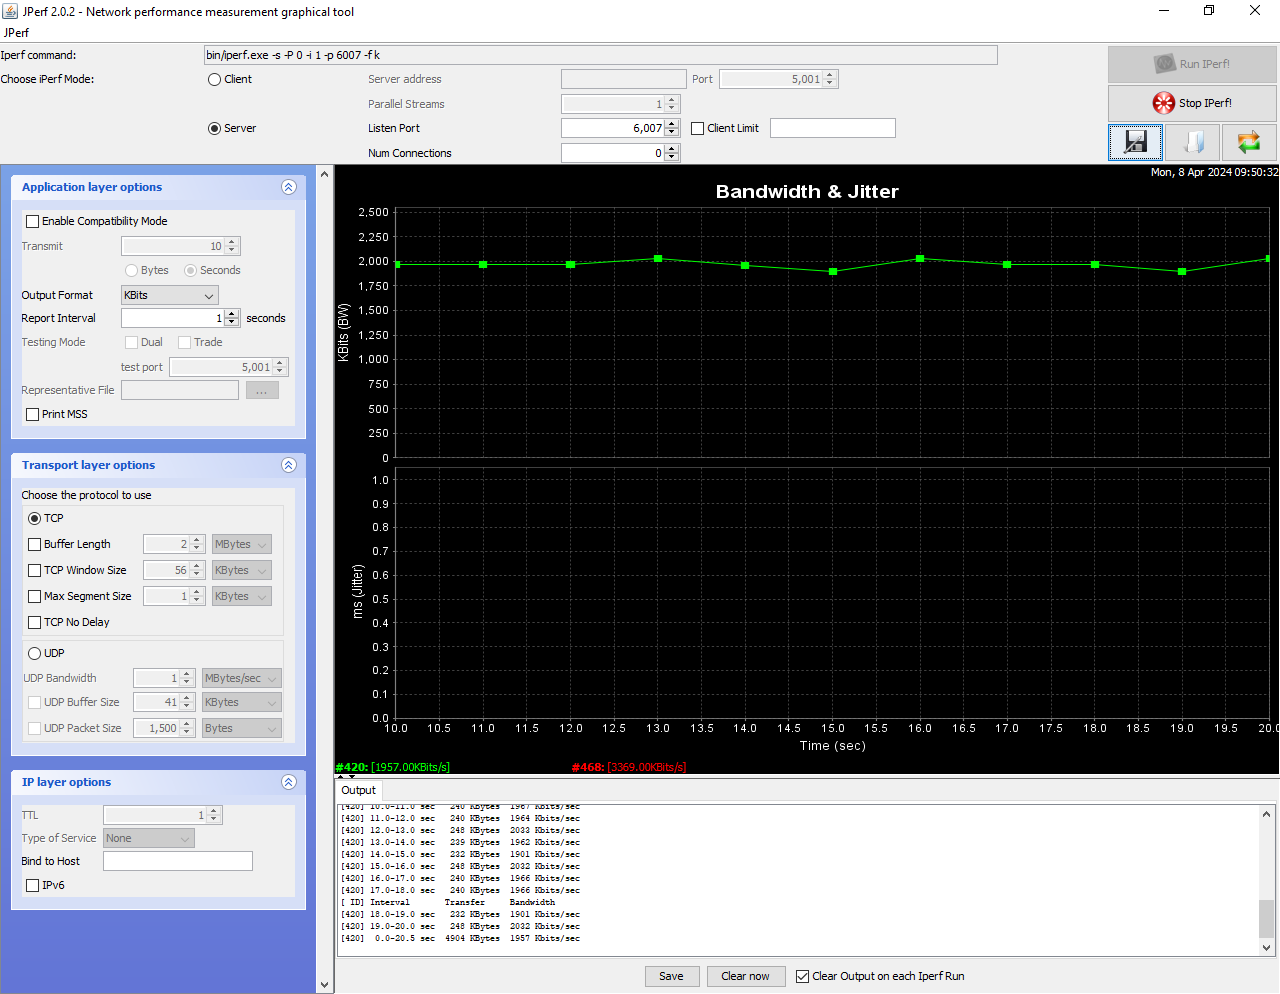 JPerf 2.0.2 - Network performance measurement graphical tool
JPerf
Iperf command: bin/iperf.exe -s -P 0 -i 1 -p 6007 -f k
Run IPerf!
Choose iPerf Mode: Client Server address Port 5,001
Parallel Streams 1
Stop IPerf!
Server Listen Port 6,007 Client Limit
Num Connections 0
Application layer options
Enable Compatibility Mode
Transmit 10
Bytes Seconds
Output Format KBits
Report Interval 1 seconds
Testing Mode Dual Trade
test port 5,001
Representative File ...
Print MSS
Transport layer options
Choose the protocol to use
TCP
Buffer Length 2 MBytes
TCP Window Size 56 KBytes
Max Segment Size 1 KBytes
TCP No Delay
UDP
UDP Bandwidth 1 MBytes/sec
UDP Buffer Size 41 KBytes
UDP Packet Size 1,500 Bytes
IP layer options
TTL 1
Type of Service None
Bind to Host
IPv6
Mon, 8 Apr 2024 09:50:32
Bandwidth & Jitter
KBits (BW)
2,500
2,250
2,000
1,750
1,500
1,250
1,000
750
500
250
0
ms (Jitter)
1.0
0.9
0.8
0.7
0.6
0.5
0.4
0.3
0.2
0.1
0.0
10.0 10.5 11.0 11.5 12.0 12.5 13.0 13.5 14.0 14.5 15.0 15.5 16.0 16.5 17.0 17.5 18.0 18.5 19.0 19.5 20.0
Time (sec)
#420: [1957.00KBits/s] #468: [3369.00KBits/s]
Output
[420] 10.0-11.0 sec 240 KBytes 1967 Kbits/sec
[420] 11.0-12.0 sec 240 KBytes 1964 Kbits/sec
[420] 12.0-13.0 sec 248 KBytes 2033 Kbits/sec
[420] 13.0-14.0 sec 239 KBytes 1962 Kbits/sec
[420] 14.0-15.0 sec 232 KBytes 1901 Kbits/sec
[420] 15.0-16.0 sec 248 KBytes 2032 Kbits/sec
[420] 16.0-17.0 sec 240 KBytes 1966 Kbits/sec
[420] 17.0-18.0 sec 240 KBytes 1966 Kbits/sec
[ ID] Interval Transfer Bandwidth
[420] 18.0-19.0 sec 232 KBytes 1901 Kbits/sec
[420] 19.0-20.0 sec 248 KBytes 2032 Kbits/sec
[420] 0.0-20.5 sec 4904 KBytes 1957 Kbits/sec
Save Clear now Clear Output on each Iperf Run